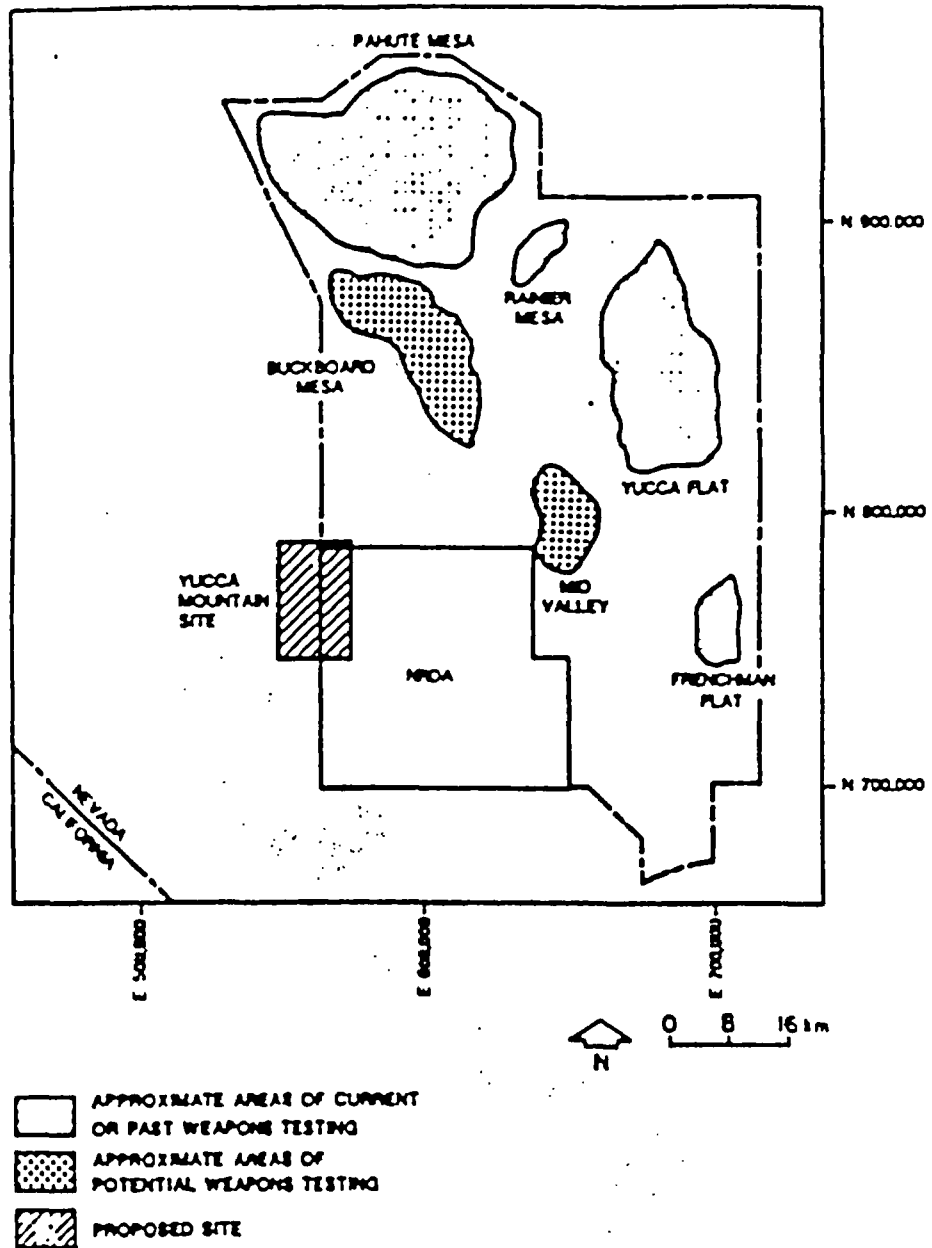 PAHUTE MESA
N 900,000
RAINIER
MESA
BUCKBOARD
MESA
YUCCA FLAT
N 800,000
YUCCA
MOUNTAIN
SITE
MID
VALLEY
NRDA
FRENCHMAN
FLAT
N 700,000
NEVADA
CALIFORNIA
E 500,000
E 600,000
E 700,000
N
0 8 16 km
APPROXIMATE AREAS OF CURRENT
OR PAST WEAPONS TESTING
APPROXIMATE AREAS OF
POTENTIAL WEAPONS TESTING
PROPOSED SITE